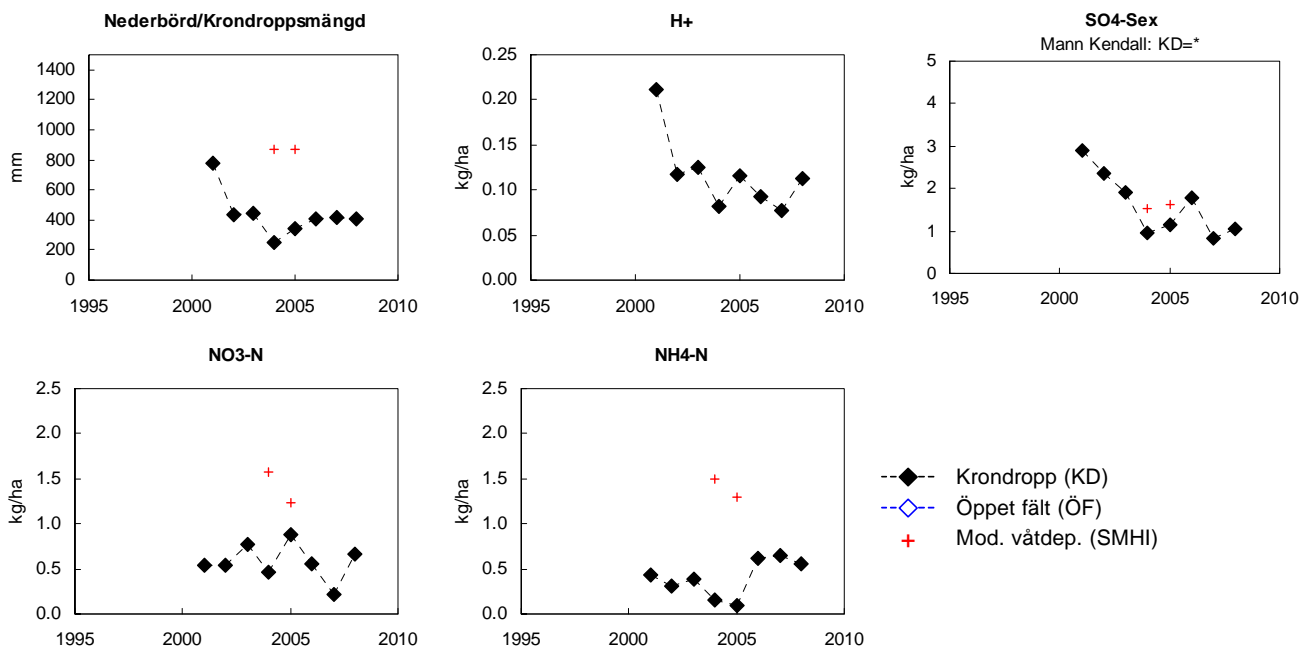 Nederbörd/Krondroppsmängd
1400
1200
1000
800
600
400
200
0
mm
1995 2000 2005 2010
H+
0.25
0.20
0.15
0.10
0.05
0.00
kg/ha
1995 2000 2005 2010
SO4-Sex
Mann Kendall: KD=*
5
4
3
2
1
0
kg/ha
1995 2000 2005 2010
NO3-N
2.5
2.0
1.5
1.0
0.5
0.0
kg/ha
1995 2000 2005 2010
NH4-N
2.5
2.0
1.5
1.0
0.5
0.0
kg/ha
1995 2000 2005 2010
Krondropp (KD)
Öppet fält (ÖF)
Mod. våtdep. (SMHI)